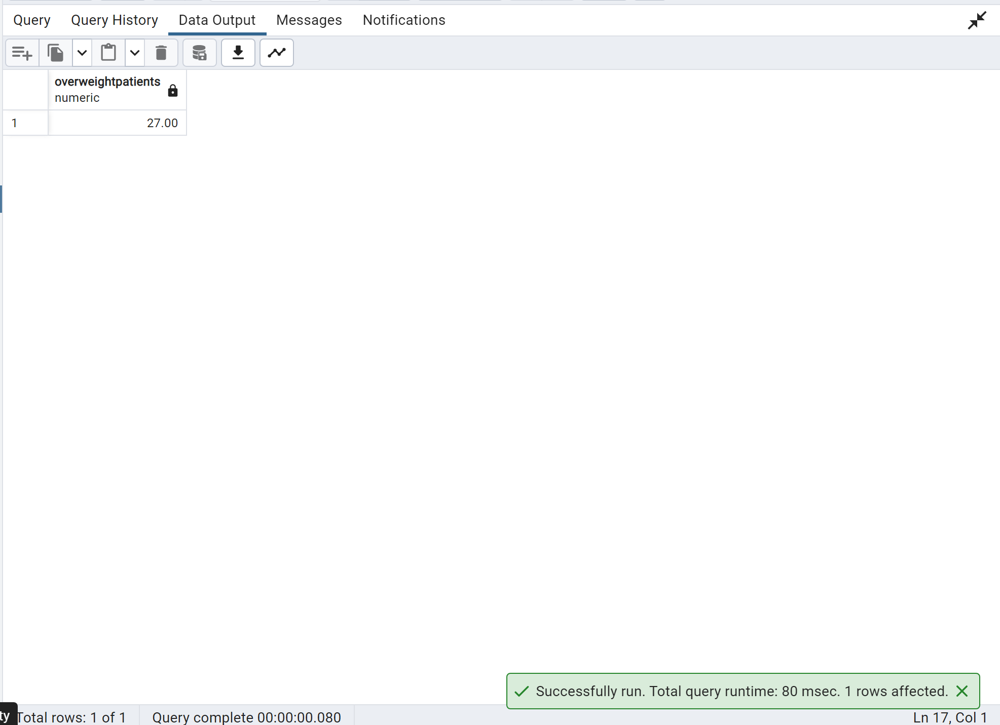 Query Query History Data Output Messages Notifications
overweightpatients
numeric
1 27.00
Successfully run. Total query runtime: 80 msec. 1 rows affected.
ty Total rows: 1 of 1 Query complete 00:00:00.080 Ln 17, Col 1